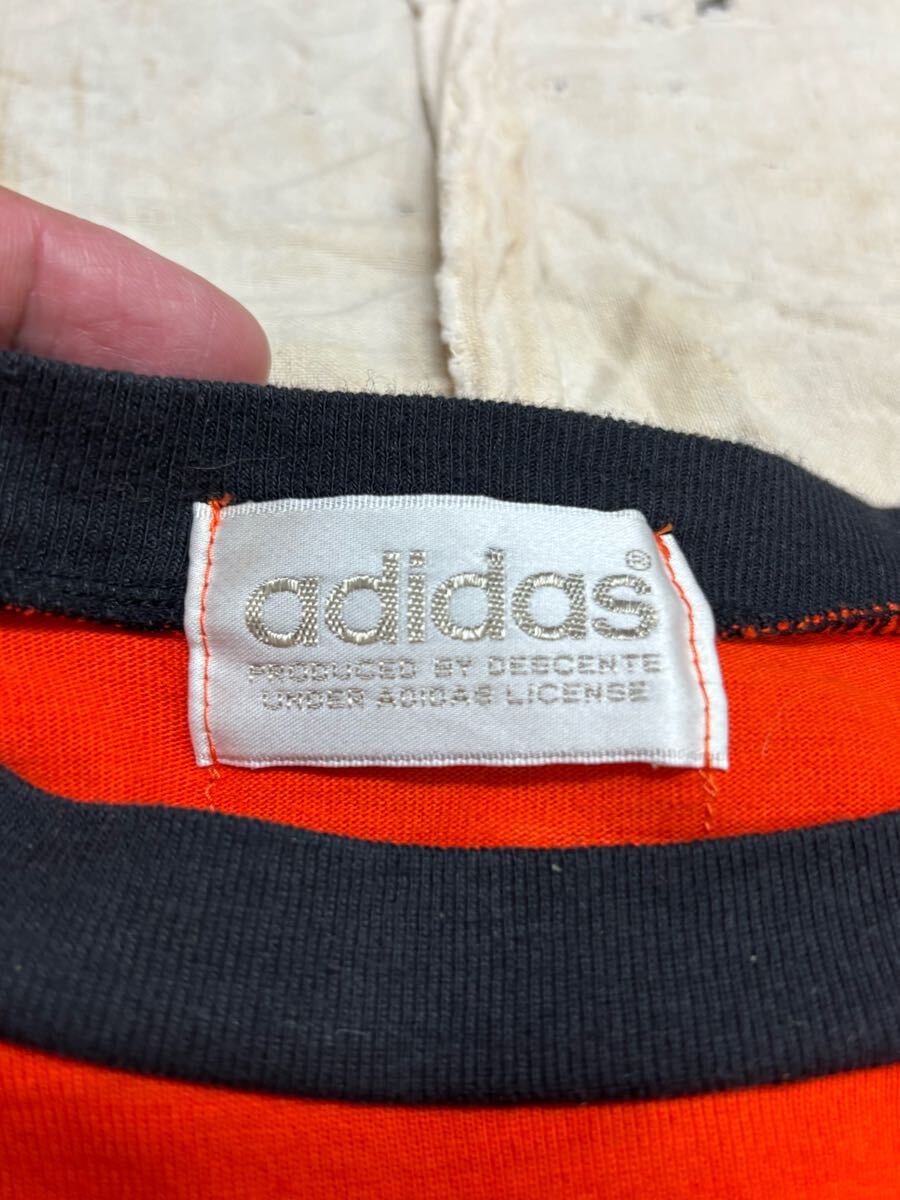 adidas®
PRODUCED BY DESCENTE
UNDER ADIDAS LICENSE